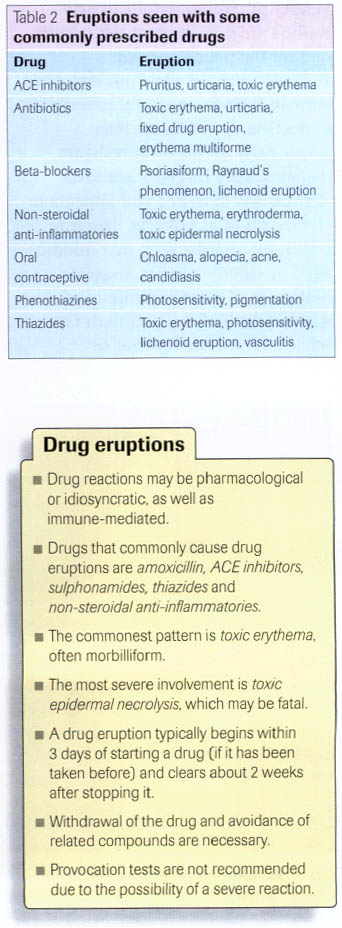 Table 2 Eruptions seen with some
commonly prescribed drugs
Drug Eruption
ACE inhibitors Pruritus, urticaria, toxic erythema
Antibiotics Toxic erythema, urticaria,
fixed drug eruption,
erythema multiforme
Beta-blockers Psoriasiform, Raynaud's
phenomenon, lichenoid eruption
Non-steroidal Toxic erythema, erythroderma,
anti-inflammatories toxic epidermal necrolysis
Oral Chloasma, alopecia, acne,
contraceptive candidiasis
Phenothiazines Photosensitivity, pigmentation
Thiazides Toxic erythema, photosensitivity,
lichenoid eruption, vasculitis
Drug eruptions
■ Drug reactions may be pharmacological
or idiosyncratic, as well as
immune-mediated.
■ Drugs that commonly cause drug
eruptions are amoxicillin, ACE inhibitors,
sulphonamides, thiazides and
non-steroidal anti-inflammatories.
■ The commonest pattern is toxic erythema,
often morbilliform.
■ The most severe involvement is toxic
epidermal necrolysis, which may be fatal.
■ A drug eruption typically begins within
3 days of starting a drug (if it has been
taken before) and clears about 2 weeks
after stopping it.
■ Withdrawal of the drug and avoidance of
related compounds are necessary.
■ Provocation tests are not recommended
due to the possibility of a severe reaction.